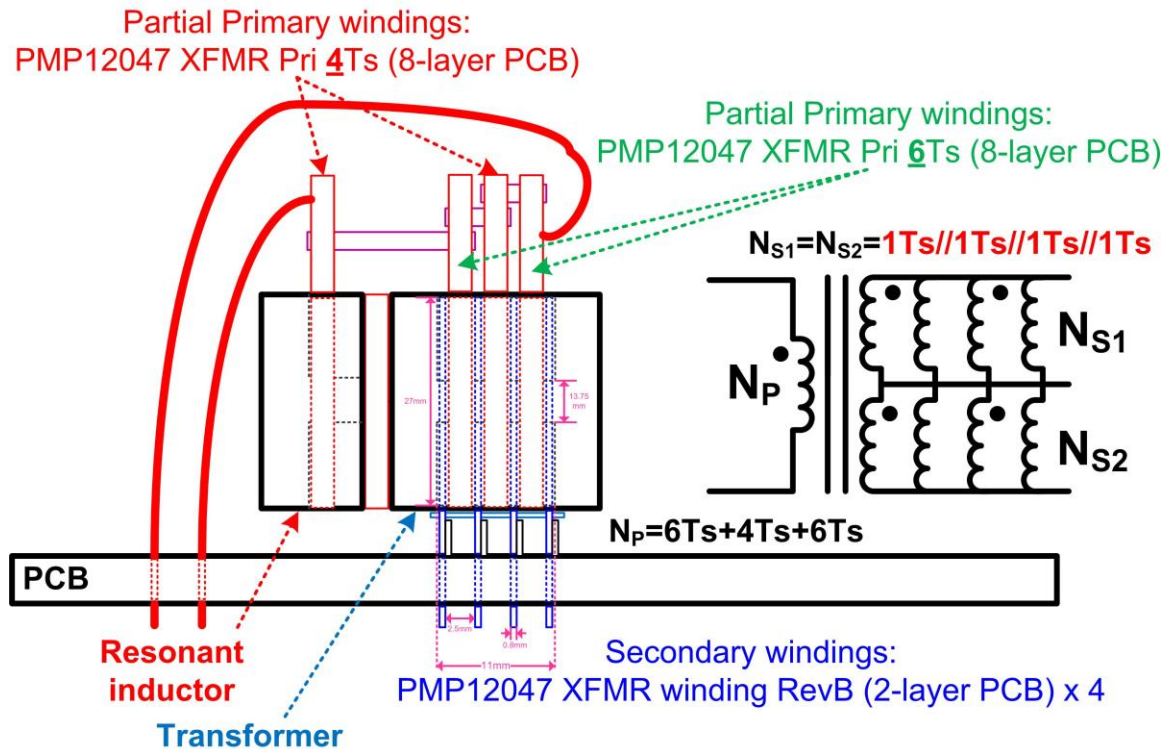 Partial Primary windings:
PMP12047 XFMR Pri 4Ts (8-layer PCB)
Partial Primary windings:
PMP12047 XFMR Pri 6Ts (8-layer PCB)
NS1=NS2=1Ts//1Ts//1Ts//1Ts
NP
NS1
NS2
27mm
13.75
mm
NP=6Ts+4Ts+6Ts
PCB
2.5mm
0.8mm
11mm
Resonant
inductor
Transformer
Secondary windings:
PMP12047 XFMR winding RevB (2-layer PCB) x 4